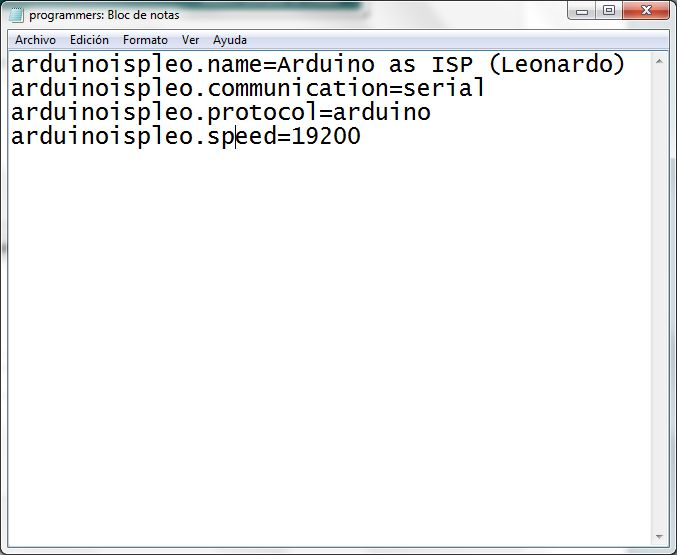 programmers: Bloc de notas
Archivo Edición Formato Ver Ayuda
arduinoispleo.name=Arduino as ISP (Leonardo)
arduinoispleo.communication=serial
arduinoispleo.protocol=arduino
arduinoispleo.speed=19200